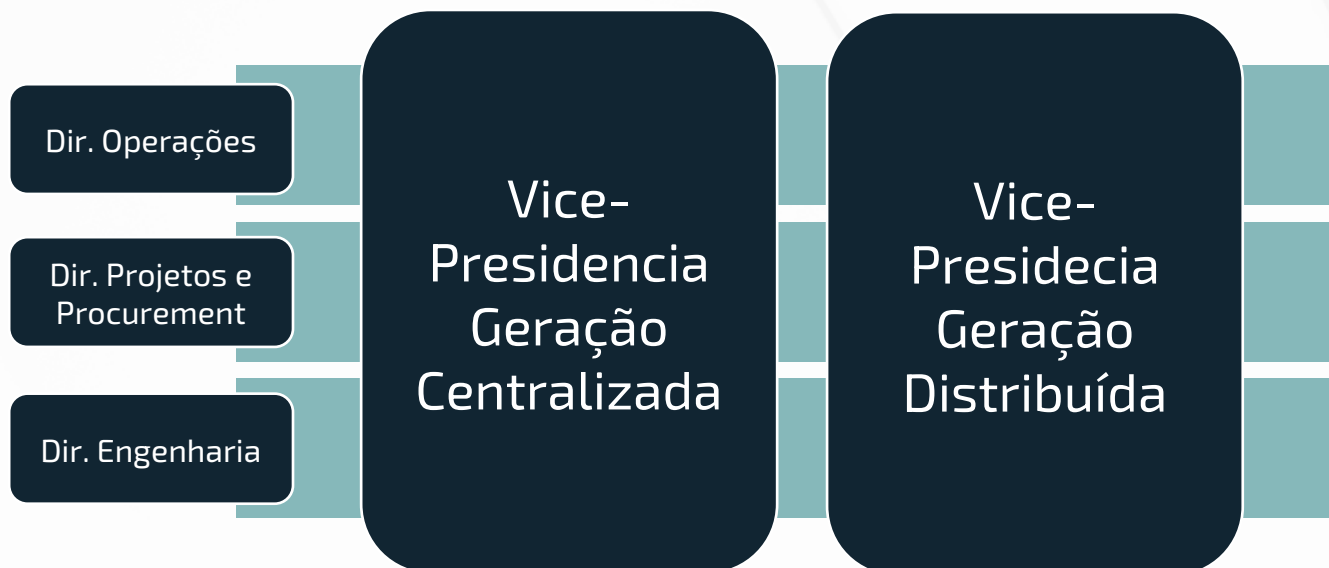 Dir. Operações
Dir. Projetos e
Procurement
Dir. Engenharia
Vice-
Presidencia
Geração
Centralizada
Vice-
Presidecia
Geração
Distribuída